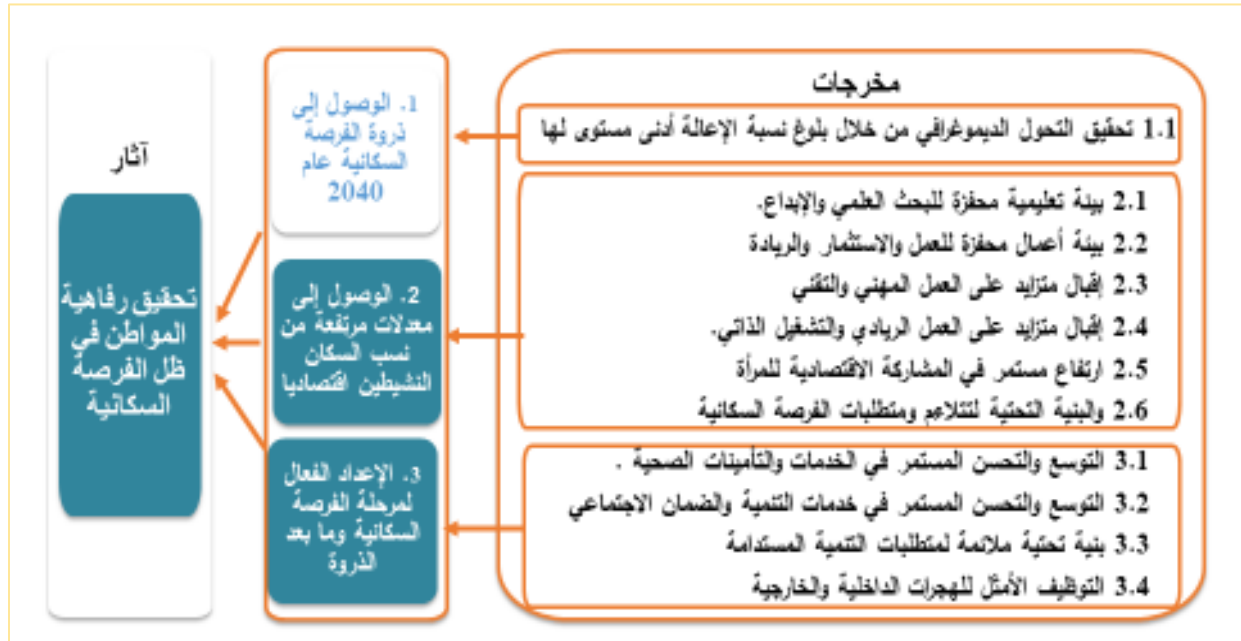 مخرجات
1.1 تحقيق التحول الديموغرافي من خلال بلوغ نسبة الإعالة أدنى مستوى لها
2.1 بيئة تعليمية محفزة للبحث العلمي والإبداع.
2.2 بيئة أعمال محفزة للعمل والاستثمار والريادة
2.3 إقبال متزايد على العمل المهني والتقني
2.4 إقبال متزايد على العمل الريادي والتشغيل الذاتي.
2.5 ارتفاع مستمر في المشاركة الاقتصادية للمرأة
2.6 والبنية التحتية لتتلاءم ومتطلبات الفرصة السكانية
3.1 التوسع والتحسن المستمر في الخدمات والتأمينات الصحية .
3.2 التوسع والتحسن المستمر في خدمات التنمية والضمان الاجتماعي
3.3 بنية تحتية ملائمة لمتطلبات التنمية المستدامة
3.4 التوظيف الأمثل للهجرات الداخلية والخارجية
1. الوصول إلى
ذروة الفرصة
السكانية عام
2040
2. الوصول إلى
معدلات مرتفعة من
نسب السكان
النشيطين اقتصاديا
3. الإعداد الفعال
لمرحلة الفرصة
السكانية وما بعد
الذروة
آثار
تحقيق رفاهية
المواطن في
ظل الفرصة
السكانية